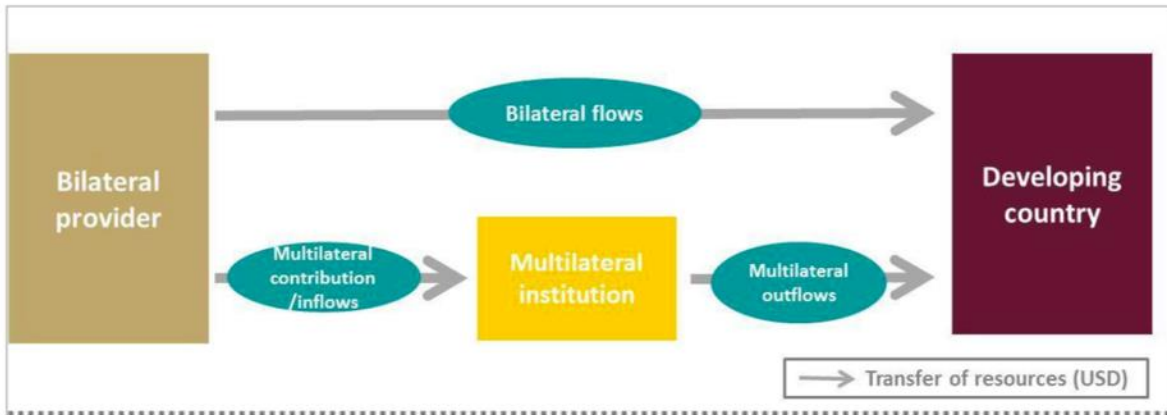 Bilateral flows
Bilateral
provider
Developing
country
Multilateral
contribution
/inflows
Multilateral
institution
Multilateral
outflows
Transfer of resources (USD)